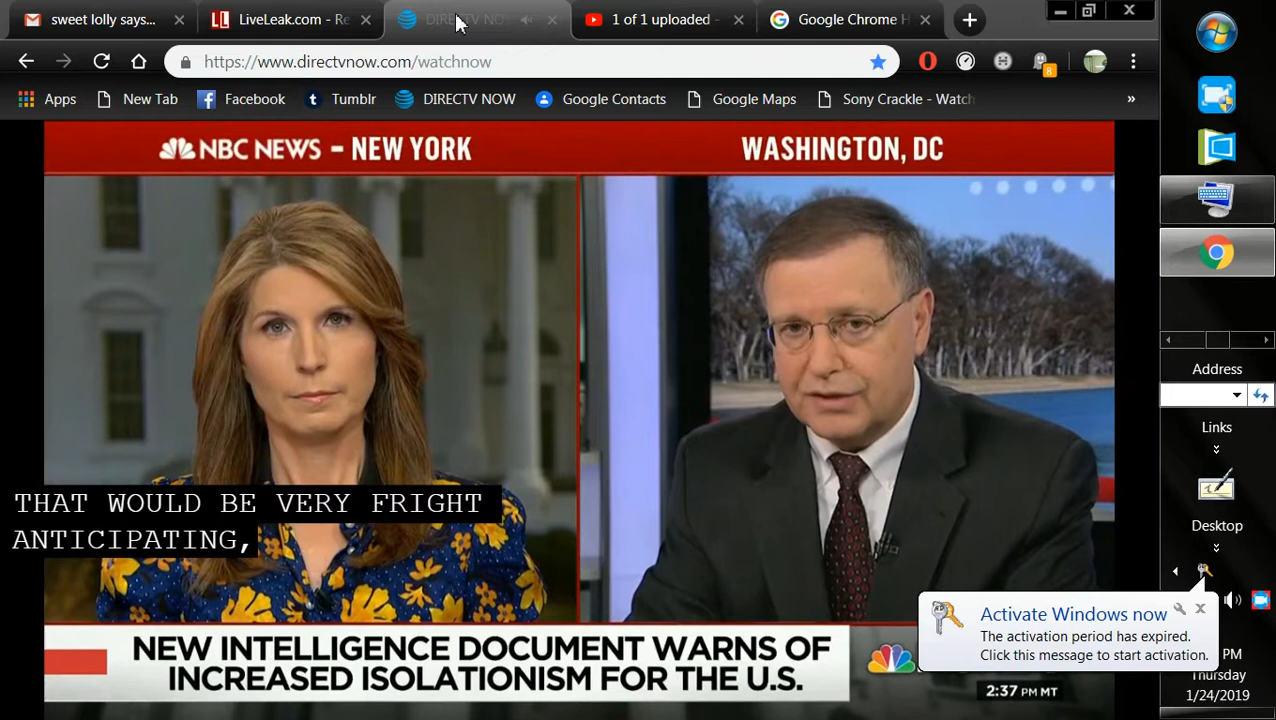 sweet lolly says...
LiveLeak.com - Re
DIRECTV NO
1 of 1 uploaded -
Google Chrome H
https://www.directvnow.com/watchnow
8
Apps
New Tab
Facebook
Tumblr
DIRECTV NOW
Google Contacts
Google Maps
Sony Crackle - Watch
»
NBC NEWS – NEW YORK
WASHINGTON, DC
THAT WOULD BE VERY FRIGHT
ANTICIPATING,
NEW INTELLIGENCE DOCUMENT WARNS OF
INCREASED ISOLATIONISM FOR THE U.S.
2:37 PM MT
Address
Links
Desktop
Activate Windows now
The activation period has expired.
Click this message to start activation.
PM
Thursday
1/24/2019